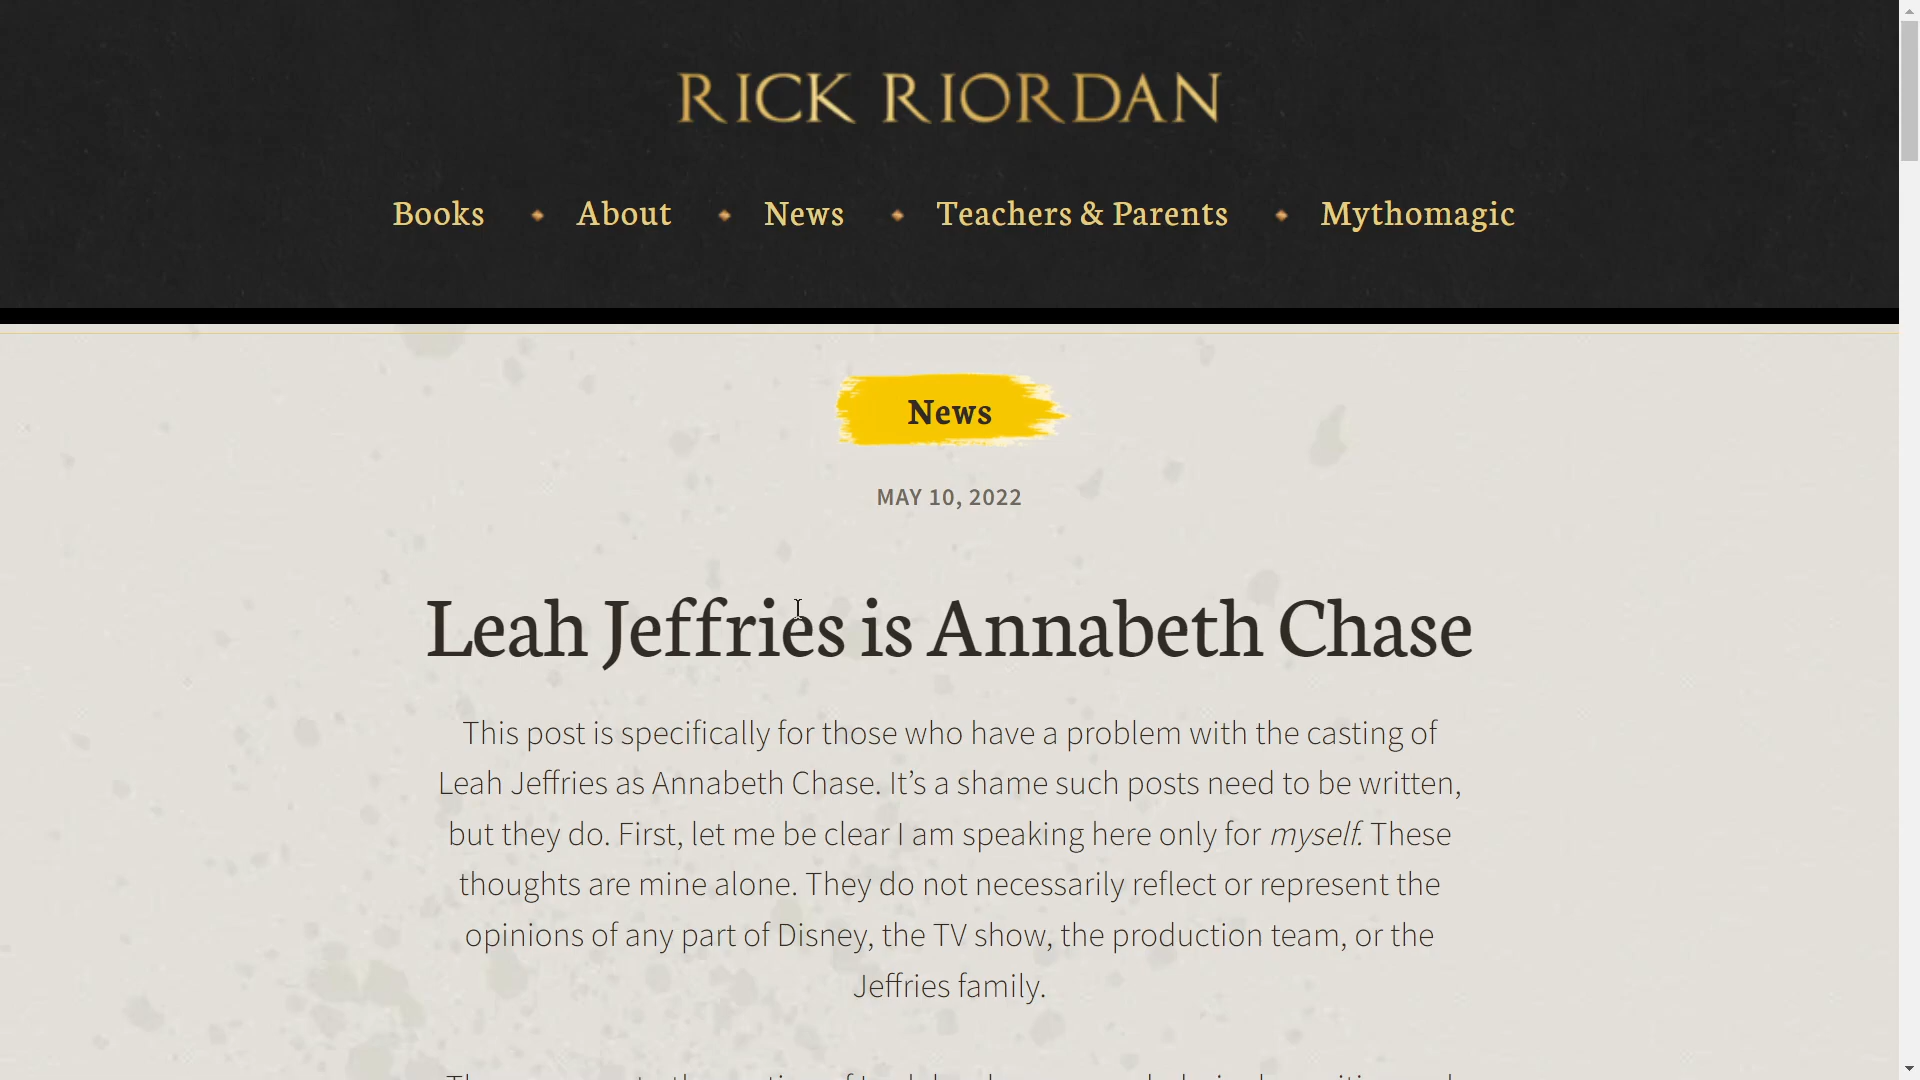 RICK RIORDAN
Books About News Teachers & Parents Mythomagic
News
MAY 10, 2022
Leah Jeffries is Annabeth Chase
This post is specifically for those who have a problem with the casting of
Leah Jeffries as Annabeth Chase. It’s a shame such posts need to be written,
but they do. First, let me be clear I am speaking here only for myself. These
thoughts are mine alone. They do not necessarily reflect or represent the
opinions of any part of Disney, the TV show, the production team, or the
Jeffries family.